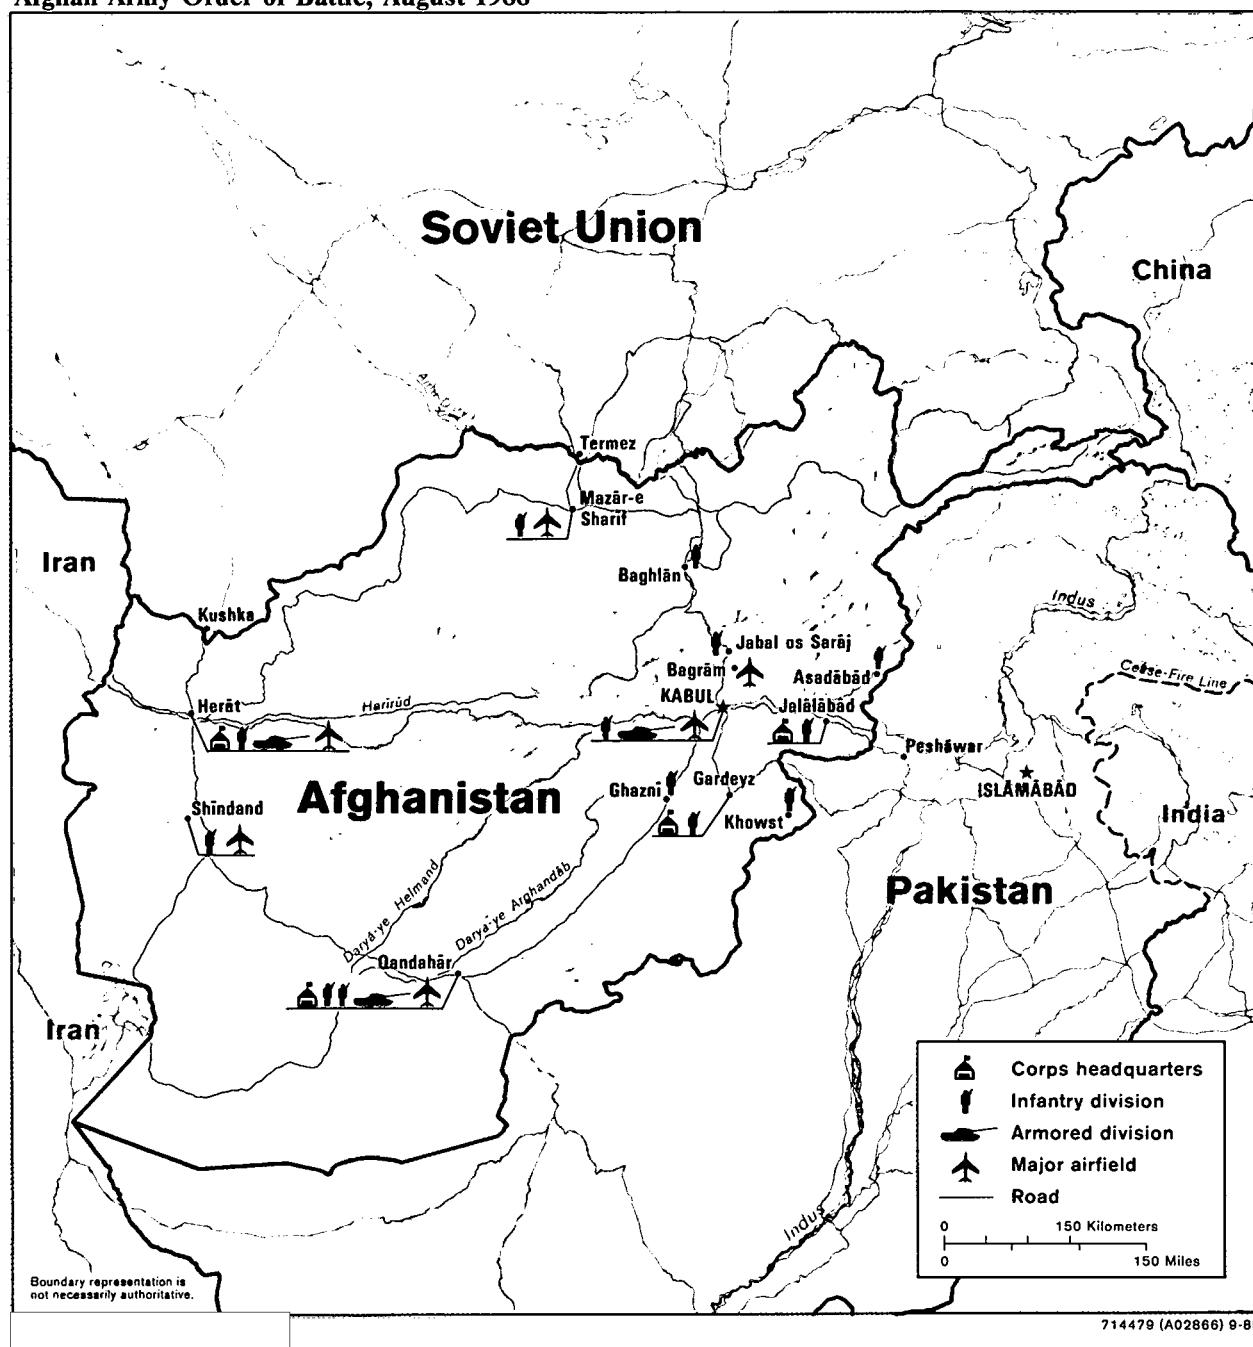 Afghan Army Order of Battle, August 1988
Soviet Union
China
Termez
Mazār-e
Sharīf
Iran
Baghlān
Kushka
Indus
Jabal os Sarāj
Bagrām
Asadābād
Cease-Fire Line
KABUL
Herāt
Harirūd
Jalālābād
Peshāwar
Afghanistan
Ghaznī
Gardeyz
ISLĀMĀBĀD
Shīndand
Khowst
India
Daryā-ye Helmand
Daryā-ye Arghandāb
Pakistan
Qandahār
Iran
Corps headquarters
Infantry division
Armored division
Major airfield
Road
0 150 Kilometers
0 150 Miles
Indus
Boundary representation is
not necessarily authoritative.
714479 (A02866) 9-8